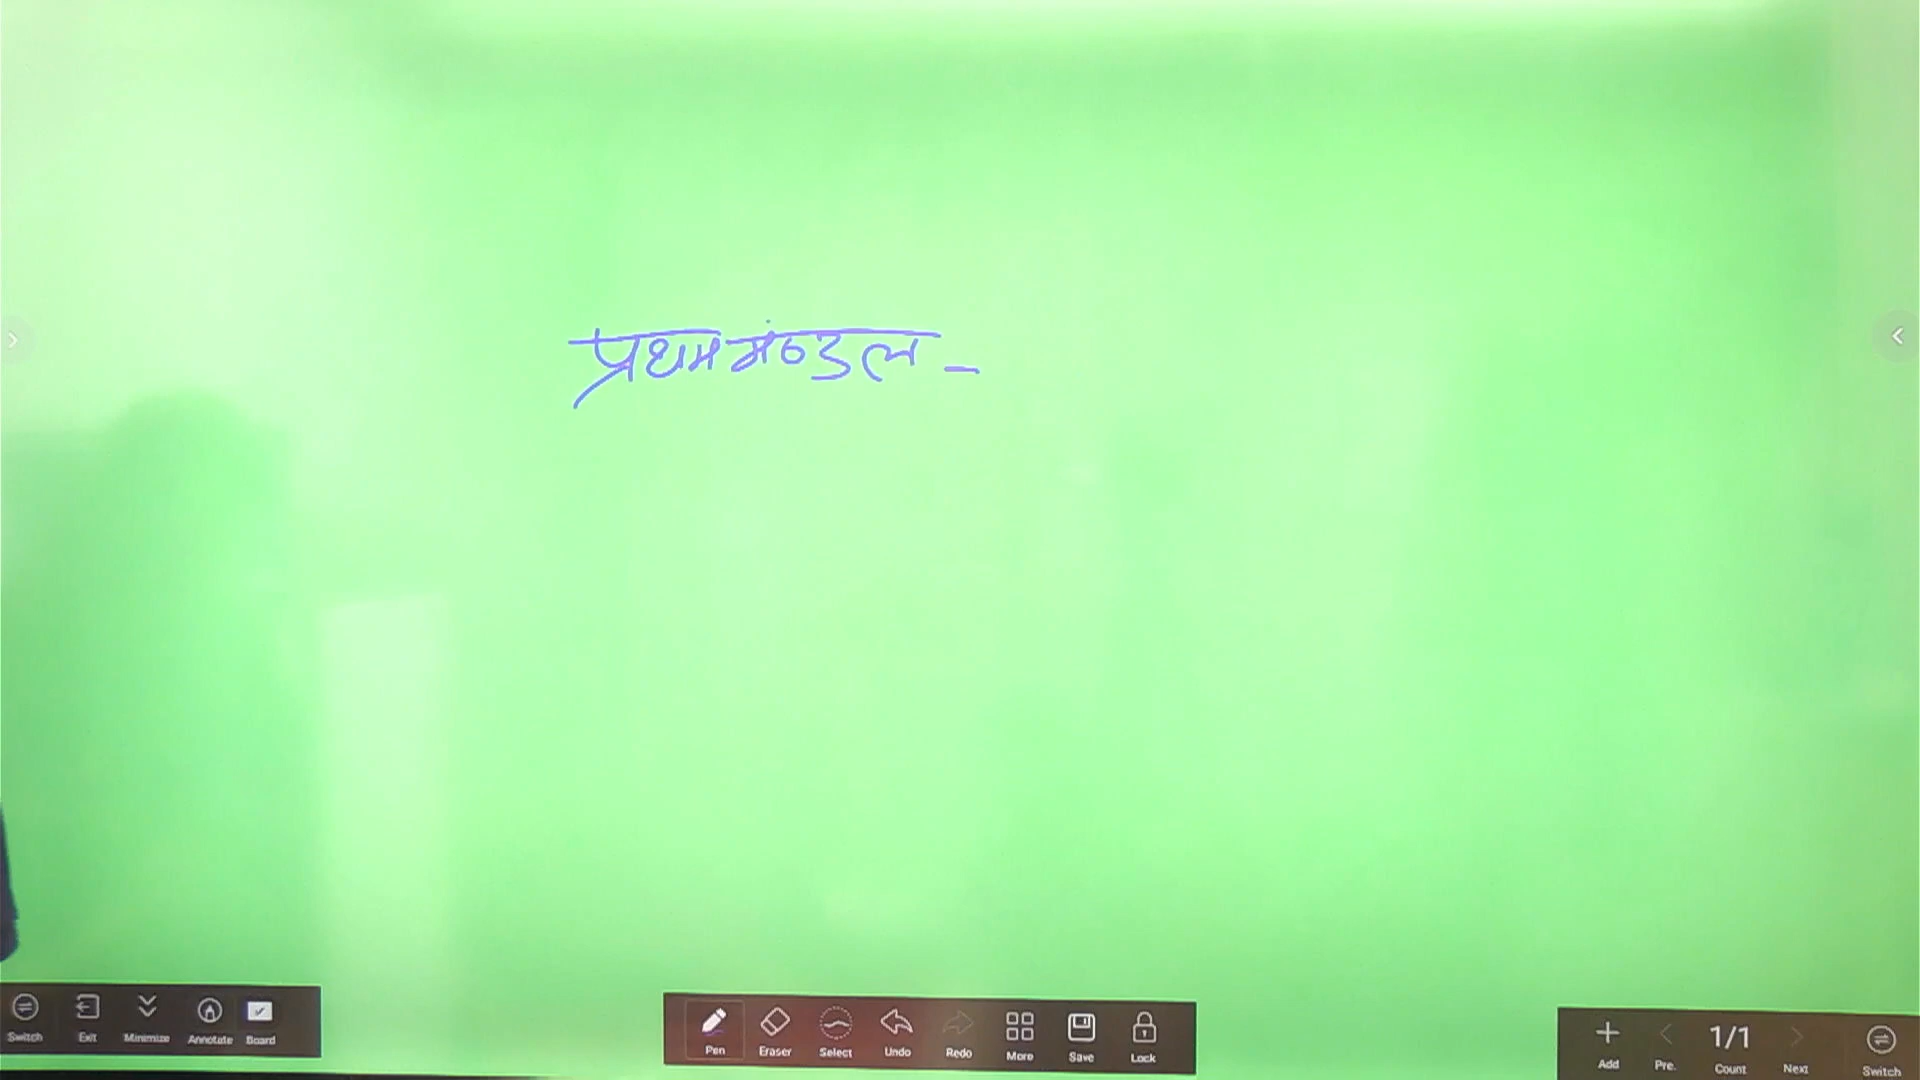 प्रथम मंण्डल -
Switch Exit Minimize Annotate Board
Pen Eraser Select Undo Redo More Save Lock
Add Pre. 1/1 Count Next Switch